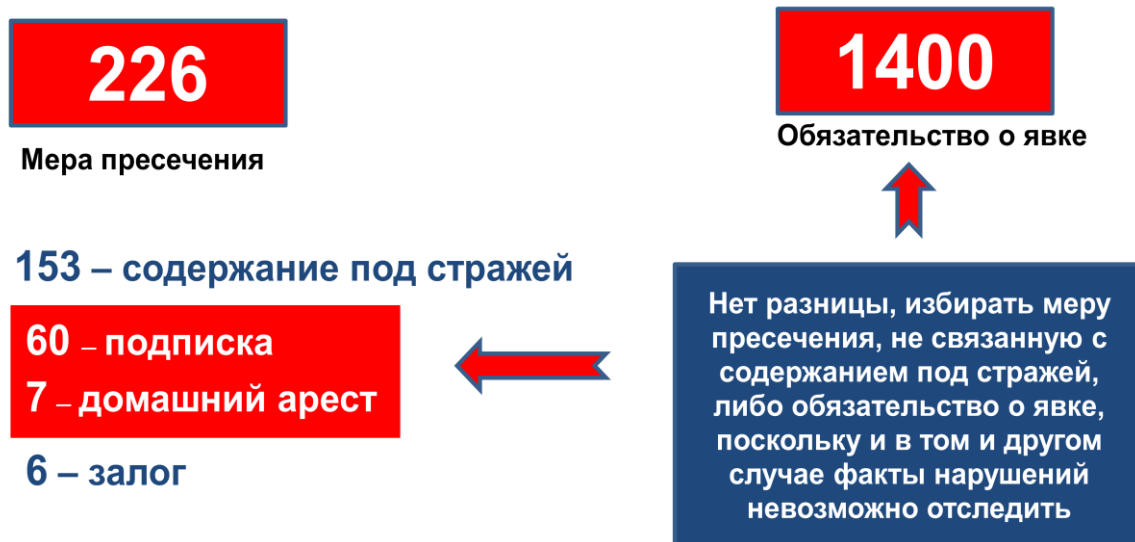 226
Мера пресечения
153 – содержание под стражей
60 – подписка
7 – домашний арест
6 – залог
1400
Обязательство о явке
Нет разницы, избирать меру
пресечения, не связанную с
содержанием под стражей,
либо обязательство о явке,
поскольку и в том и другом
случае факты нарушений
невозможно отследить